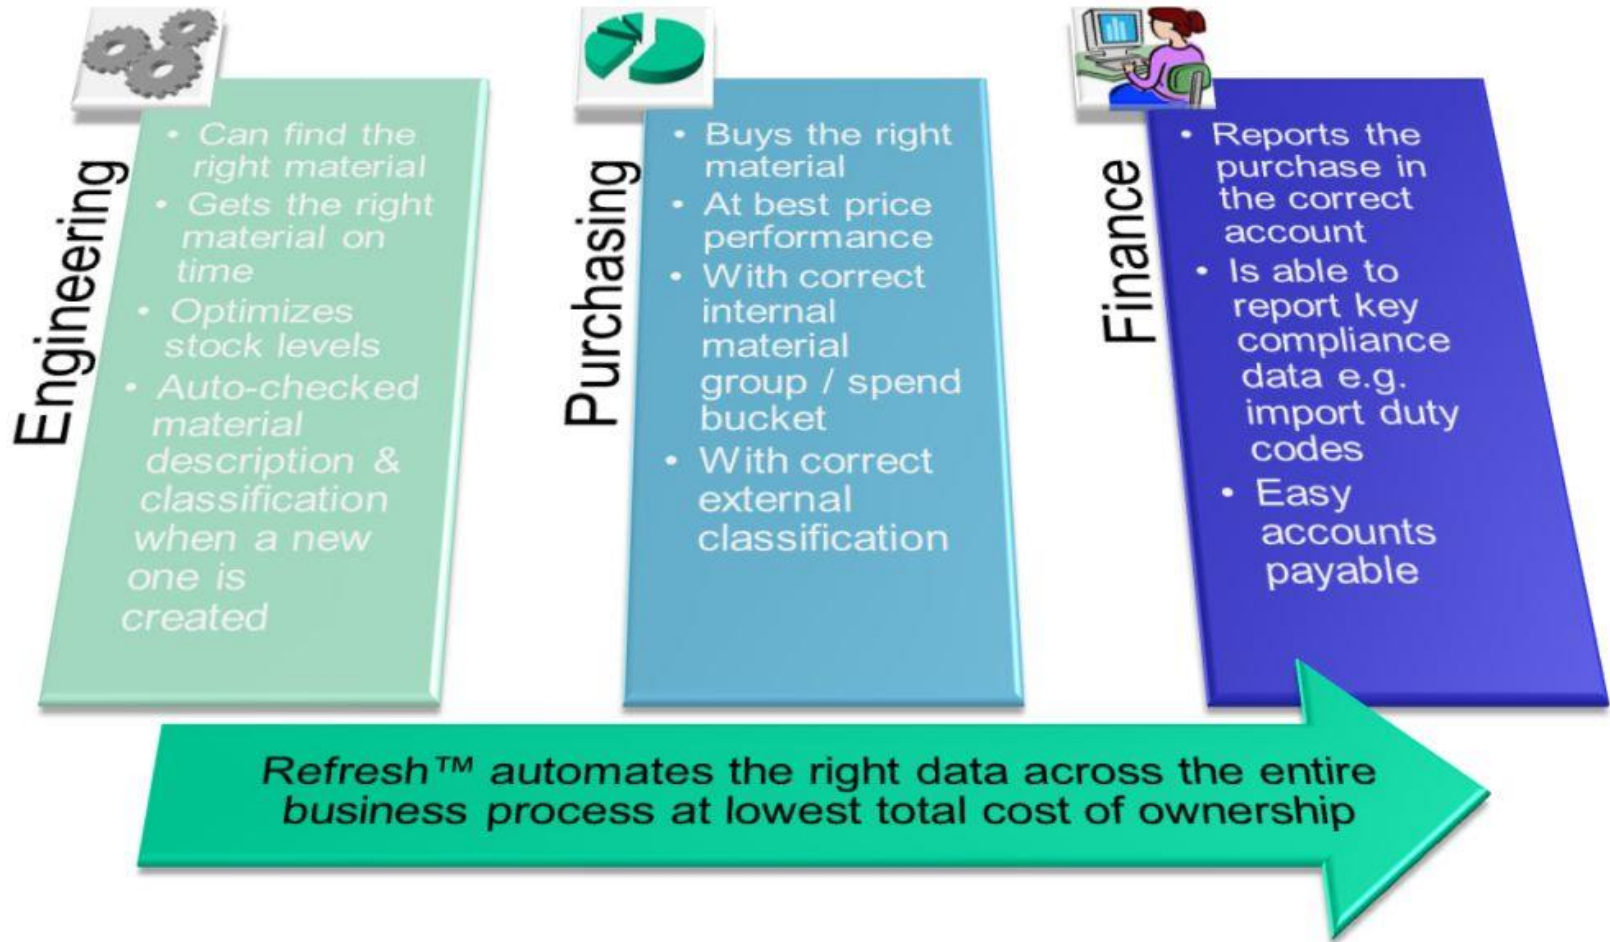 Engineering
• Can find the
right material
• Gets the right
material on
time
• Optimizes
stock levels
• Auto-checked
material
description &
classification
when a new
one is
created
Purchasing
• Buys the right
material
• At best price
performance
• With correct
internal
material
group / spend
bucket
• With correct
external
classification
Finance
• Reports the
purchase in
the correct
account
• Is able to
report key
compliance
data e.g.
import duty
codes
• Easy
accounts
payable
Refresh™ automates the right data across the entire
business process at lowest total cost of ownership